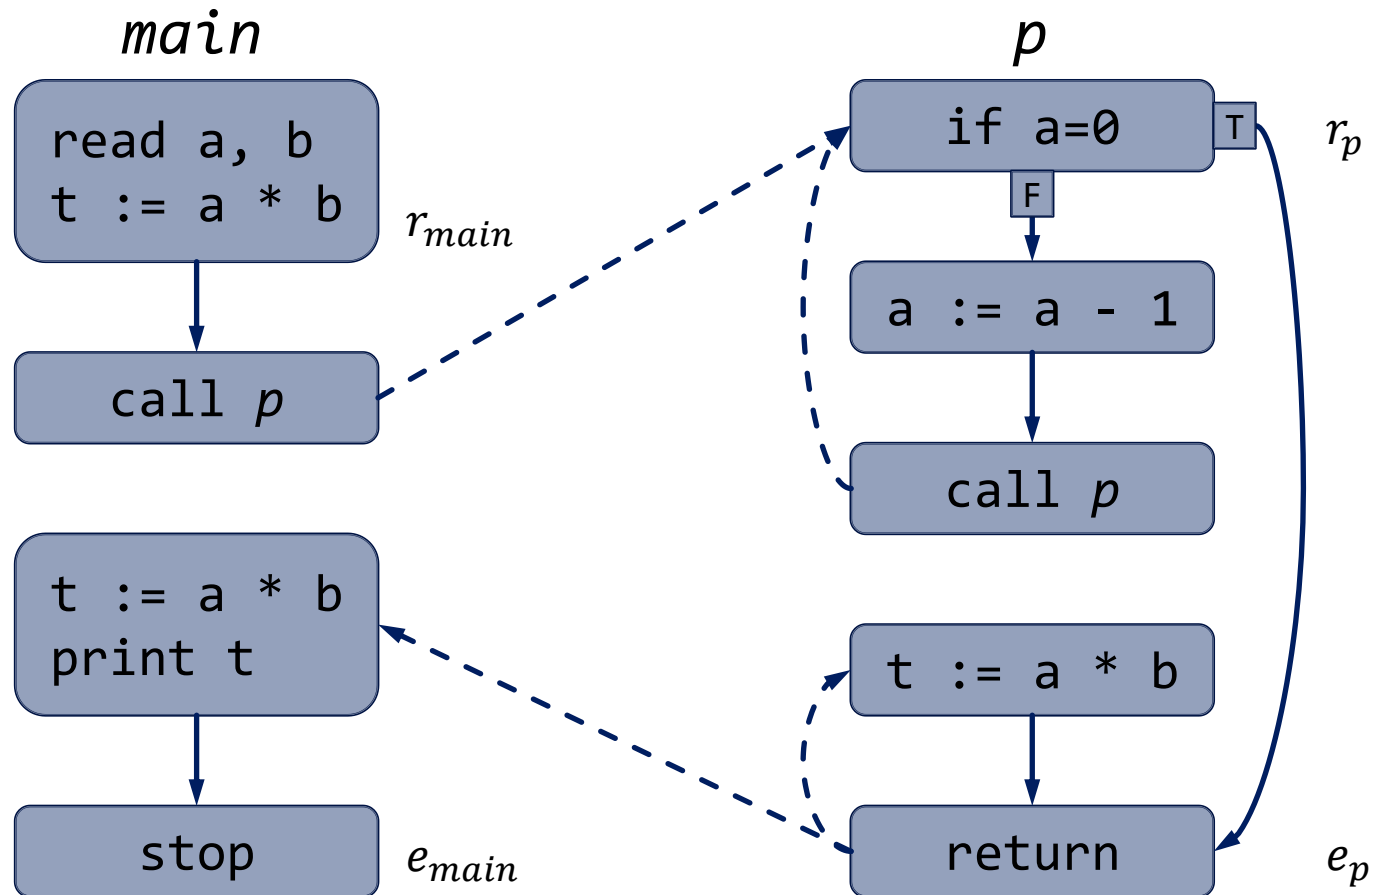 main
read a, b
t := a * b
r_main
call p
t := a * b
print t
stop
e_main
p
if a=0
T
r_p
F
a := a - 1
call p
t := a * b
return
e_p